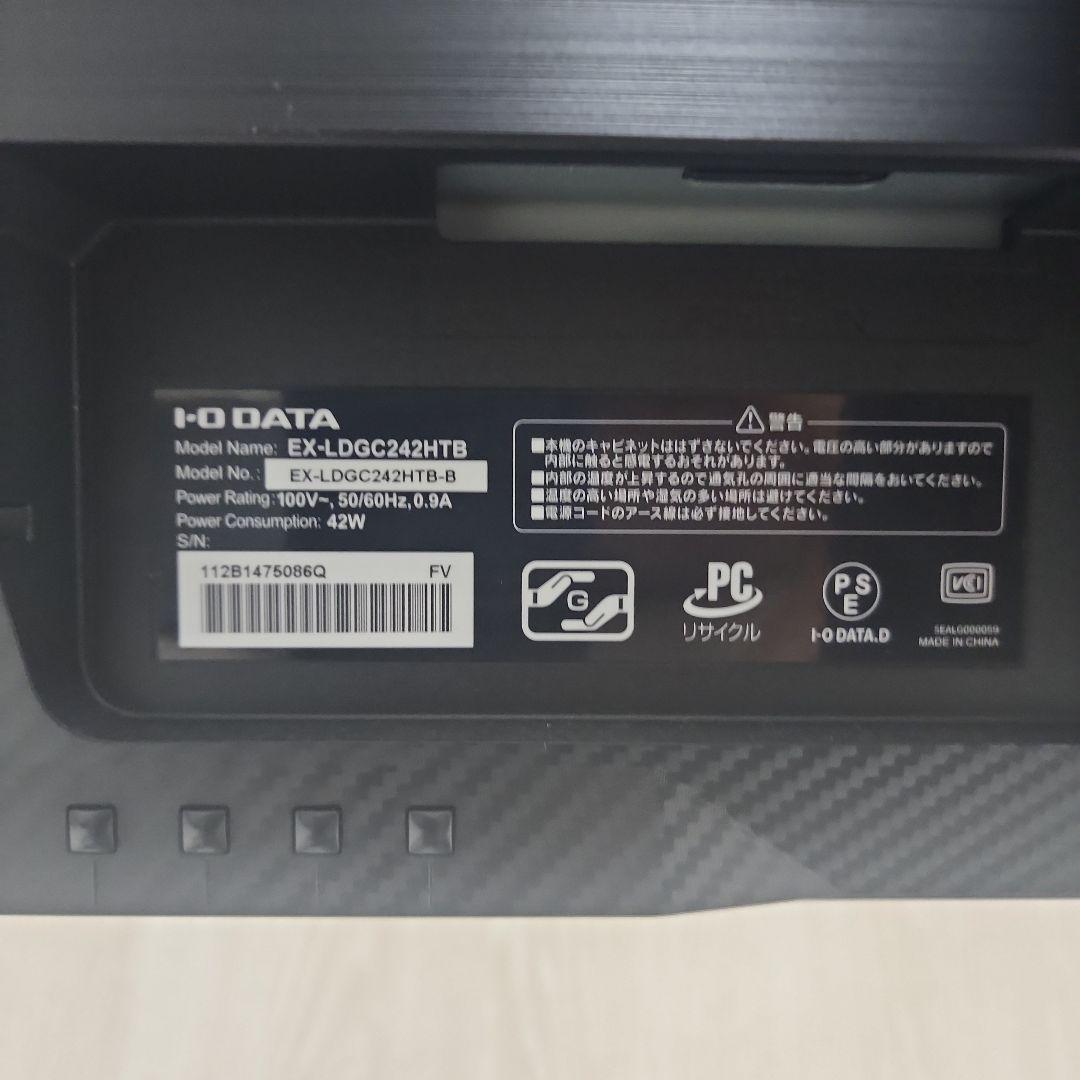 I-O DATA
Model Name: EX-LDGC242HTB
Model No.: EX-LDGC242HTB-B
Power Rating: 100V~, 50/60Hz, 0.9A
Power Consumption: 42W
S/N:
112B1475086Q FV
警告
■本機のキャビネットははずさないでください。電圧の高い部分がありますので
内部に触ると感電するおそれがあります。
■内部の温度が上昇するので通気孔の周囲に適当な間隔をおいてください。
■温度の高い場所や湿気の多い場所は避けてください。
■電源コードのアース線は必ず接地してください。
G
PC
リサイクル
PS
E
I-O DATA.D
VCI
SEALG000059
MADE IN CHINA